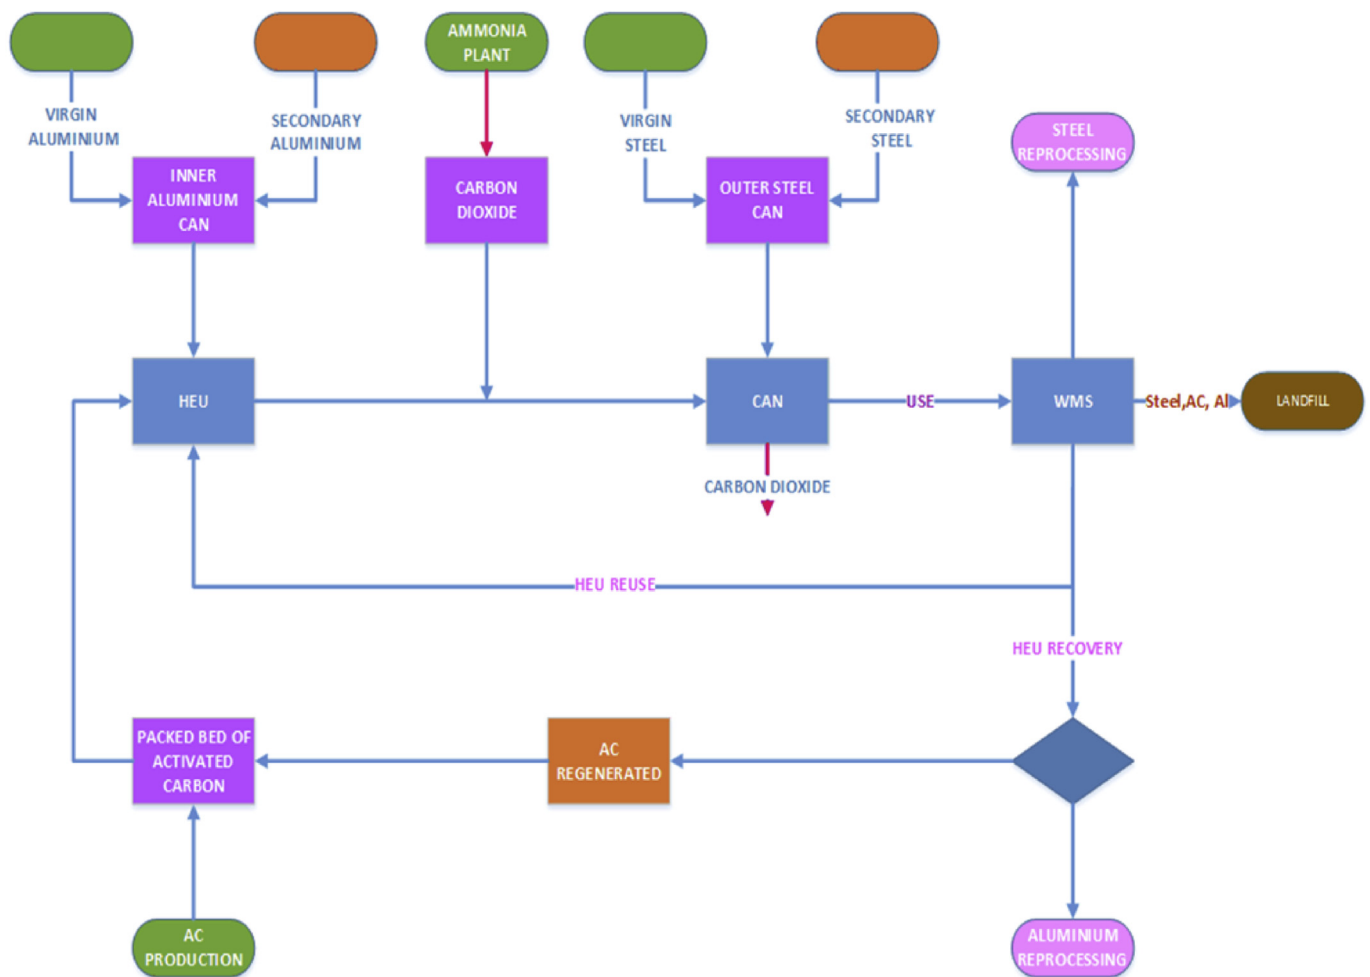 AMMONIA
PLANT
VIRGIN
ALUMINIUM
SECONDARY
ALUMINIUM
VIRGIN
STEEL
SECONDARY
STEEL
STEEL
REPROCESSING
INNER
ALUMINIUM
CAN
CARBON
DIOXIDE
OUTER STEEL
CAN
HEU
CAN
USE
WMS
Steel,AC, Al
LANDFILL
CARBON DIOXIDE
HEU REUSE
HEU RECOVERY
PACKED BED OF
ACTIVATED
CARBON
AC
REGENERATED
AC
PRODUCTION
ALUMINIUM
REPROCESSING